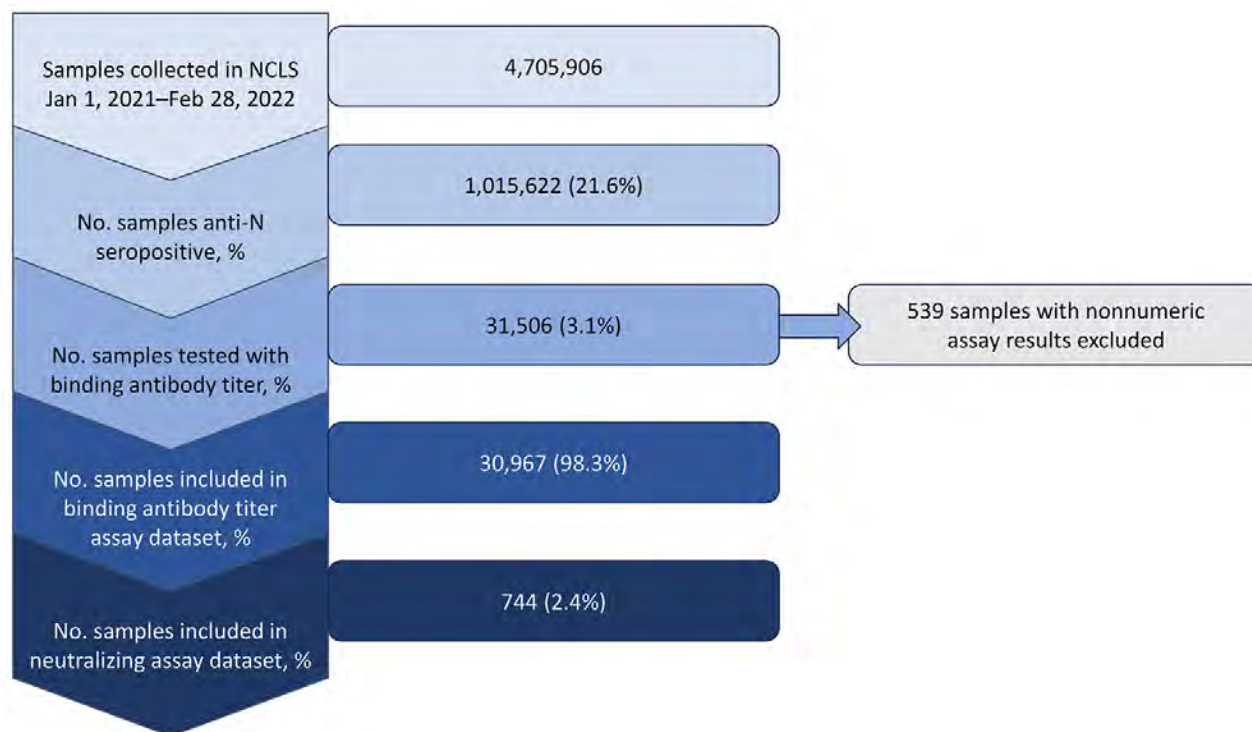 Samples collected in NCLS
Jan 1, 2021–Feb 28, 2022
4,705,906
No. samples anti-N
seropositive, %
1,015,622 (21.6%)
No. samples tested with
binding antibody titer, %
31,506 (3.1%)
539 samples with nonnumeric
assay results excluded
No. samples included in
binding antibody titer
assay dataset, %
30,967 (98.3%)
No. samples included in
neutralizing assay dataset, %
744 (2.4%)